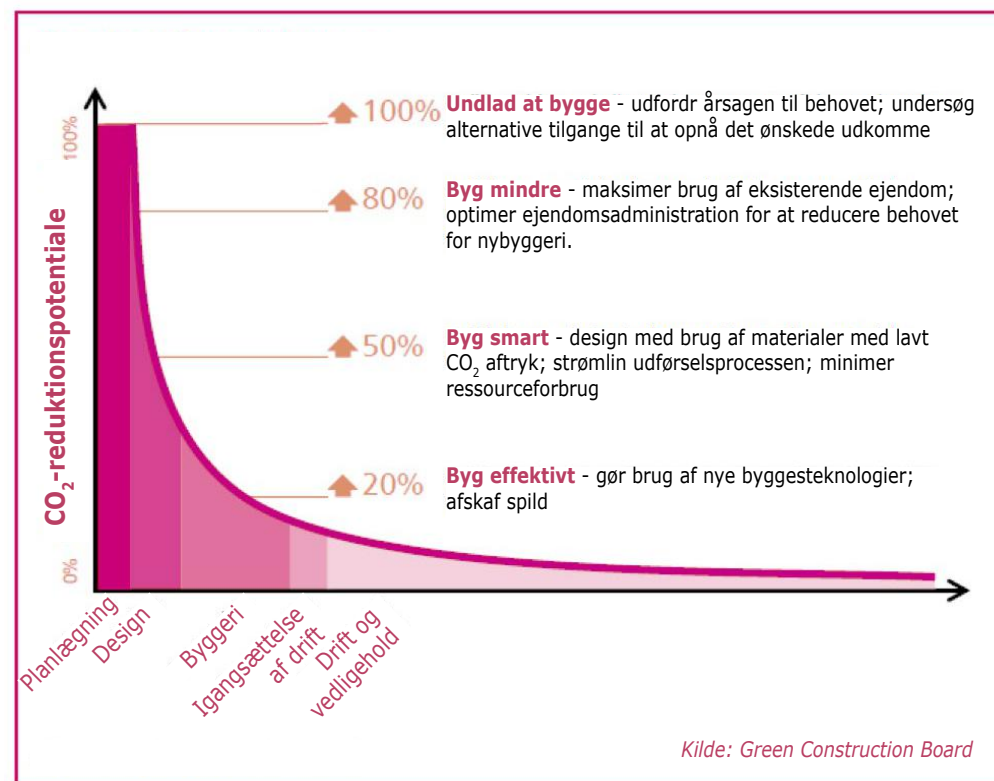 100%
100%
Undlad at bygge - udfordr årsagen til behovet; undersøg
alternative tilgange til at opnå det ønskede udkomme
80%
Byg mindre - maksimer brug af eksisterende ejendom;
optimer ejendomsadministration for at reducere behovet
for nybyggeri.
CO₂-reduktionspotentiale
50%
Byg smart - design med brug af materialer med lavt
CO₂ aftryk; strømlin udførselsprocessen; minimer
ressourceforbrug
20%
Byg effektivt - gør brug af nye byggesteknologier;
afskaf spild
0%
Planlægning
Design
Byggeri
Igangsættelse
af drift
Drift og
vedligehold
Kilde: Green Construction Board